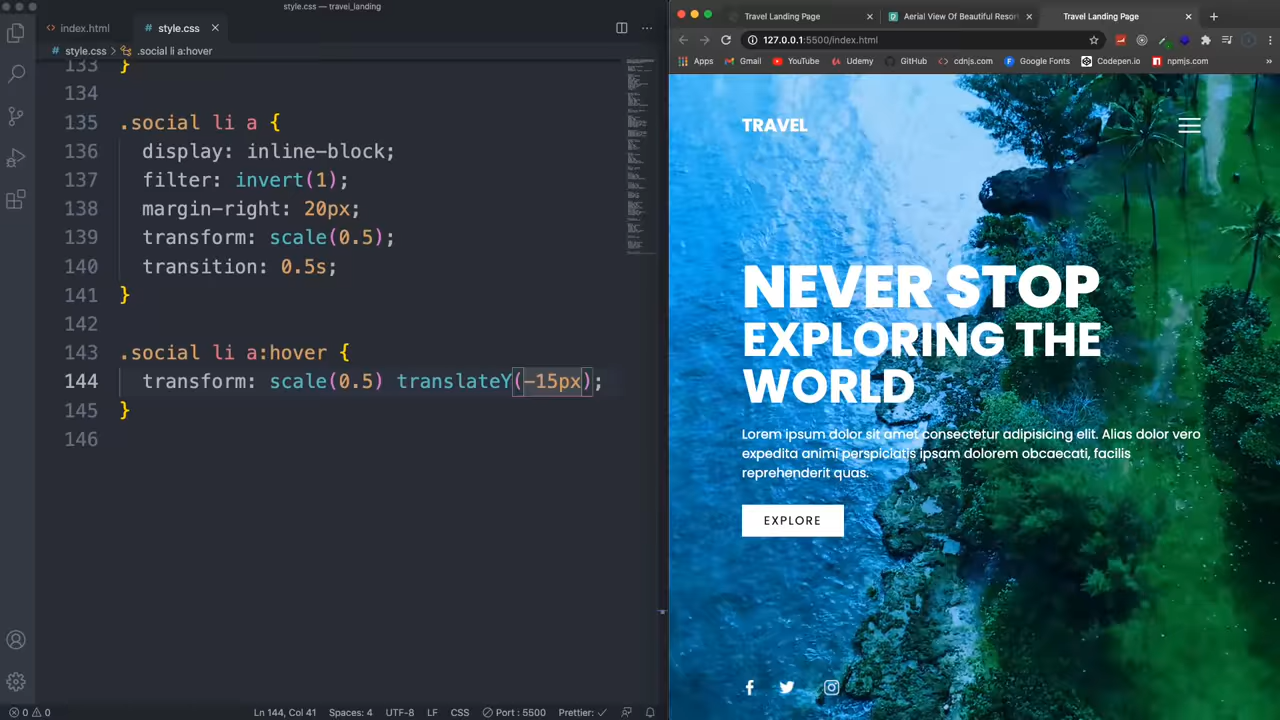 style.css — travel_landing
index.html
style.css
style.css > .social li a:hover
133 }
134
135 .social li a {
136 display: inline-block;
137 filter: invert(1);
138 margin-right: 20px;
139 transform: scale(0.5);
140 transition: 0.5s;
141 }
142
143 .social li a:hover {
144 transform: scale(0.5) translateY(-15px);
145 }
146
0 0
Ln 144, Col 41 Spaces: 4 UTF-8 LF CSS Port : 5500 Prettier: ✓
Travel Landing Page
Aerial View Of Beautiful Resor
Travel Landing Page
127.0.0.1:5500/index.html
Apps Gmail YouTube Udemy GitHub cdnjs.com Google Fonts Codepen.io npmjs.com »
TRAVEL
NEVER STOP
EXPLORING THE
WORLD
Lorem ipsum dolor sit amet consectetur adipisicing elit. Alias dolor vero
expedita animi perspiciatis ipsam dolorem obcaecati, facilis
reprehenderit quas.
EXPLORE